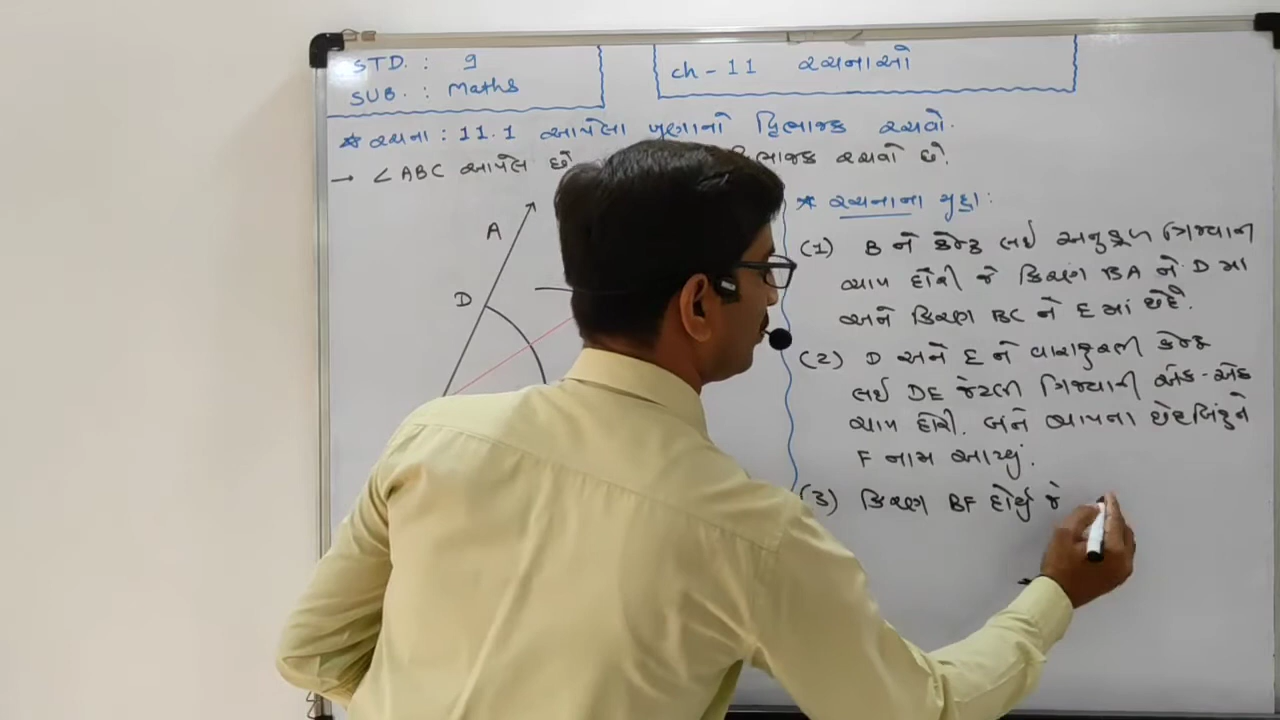 STD. : 9
SUB. : Maths
ch - 11 રચનાઓ
* રચના : 11.1 આપેલા ખૂણાનો દ્વિભાજક રચવો.
→ ∠ABC આપેલ છે દ્વિભાજક રચવો છે.
A
D
* રચનાના મુદ્દા :
(1) B ને કેન્દ્ર લઈ અનુકૂળ ત્રિજ્યાની
ચાપ દોરી જે કિરણ BA ને D માં
અને કિરણ BC ને E માં છેદે.
(2) D અને E ને વારાફરતી કેન્દ્ર
લઈ DE જેટલી ત્રિજ્યાની એક-એક
ચાપ દોરી. બંને ચાપના છેદબિંદુને
F નામ આપ્યું.
(3) કિરણ BF દોર્યું જે